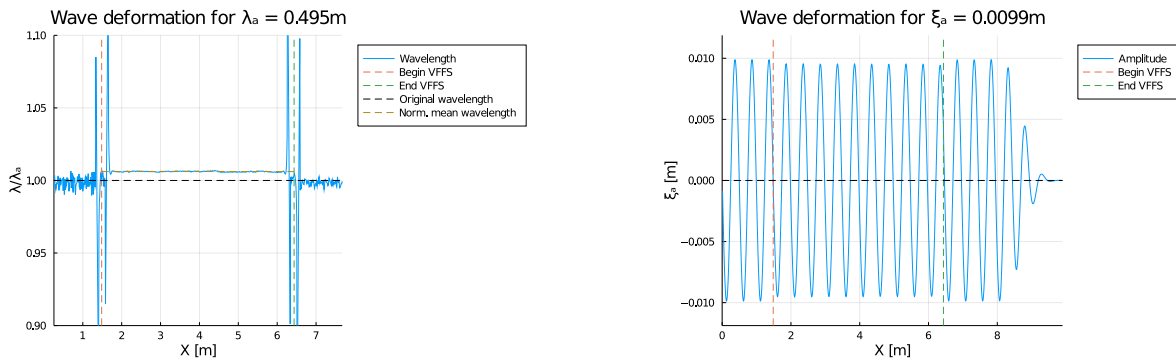 Wave deformation for λₐ = 0.495m
1.10
1.05
1.00
0.95
0.90
λ/λₐ
1 2 3 4 5 6 7
X [m]
Wavelength
Begin VFFS
End VFFS
Original wavelength
Norm. mean wavelength
Wave deformation for ξₐ = 0.0099m
0.010
0.005
0.000
−0.005
−0.010
ξₐ [m]
0 2 4 6 8
X [m]
Amplitude
Begin VFFS
End VFFS